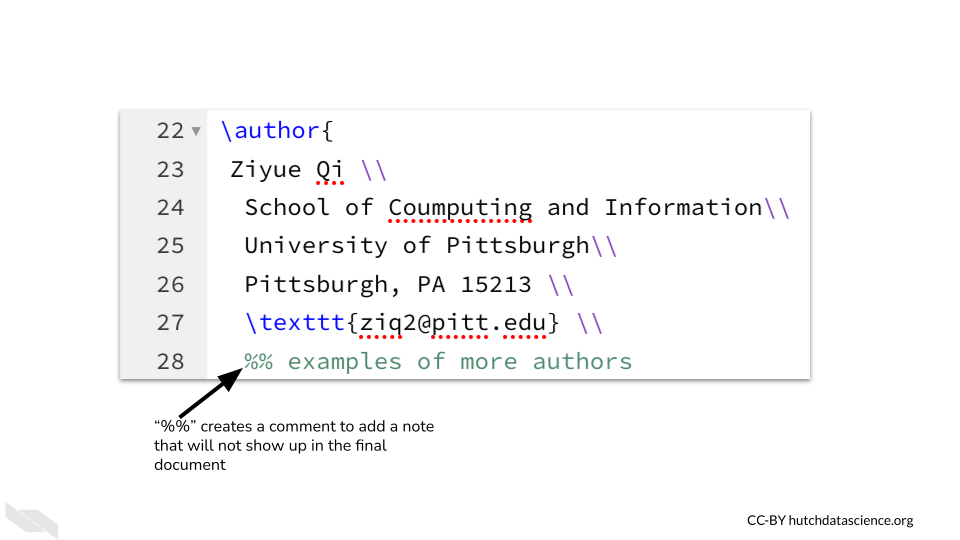 22 ▾ \author{
23 Ziyue Qi \\
24 School of Coumputing and Information\\
25 University of Pittsburgh\\
26 Pittsburgh, PA 15213 \\
27 \texttt{ziq2@pitt.edu} \\
28 %% examples of more authors
“%%” creates a comment to add a note
that will not show up in the final
document
CC-BY hutchdatascience.org